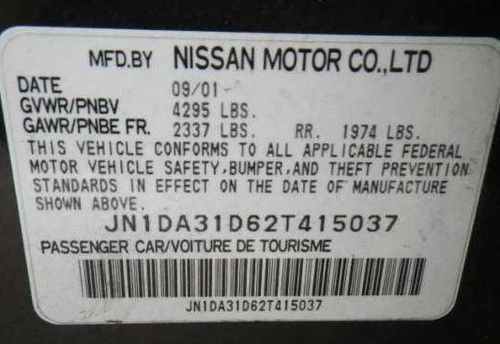 MFD.BY NISSAN MOTOR CO.,LTD
DATE 09/01
GVWR/PNBV 4295 LBS.
GAWR/PNBE FR. 2337 LBS. RR. 1974 LBS.
THIS VEHICLE CONFORMS TO ALL APPLICABLE FEDERAL
MOTOR VEHICLE SAFETY,BUMPER,AND THEFT PREVENTION
STANDARDS IN EFFECT ON THE DATE OF MANUFACTURE
SHOWN ABOVE.
JN1DA31D62T415037
PASSENGER CAR/VOITURE DE TOURISME
JN1DA31D62T415037